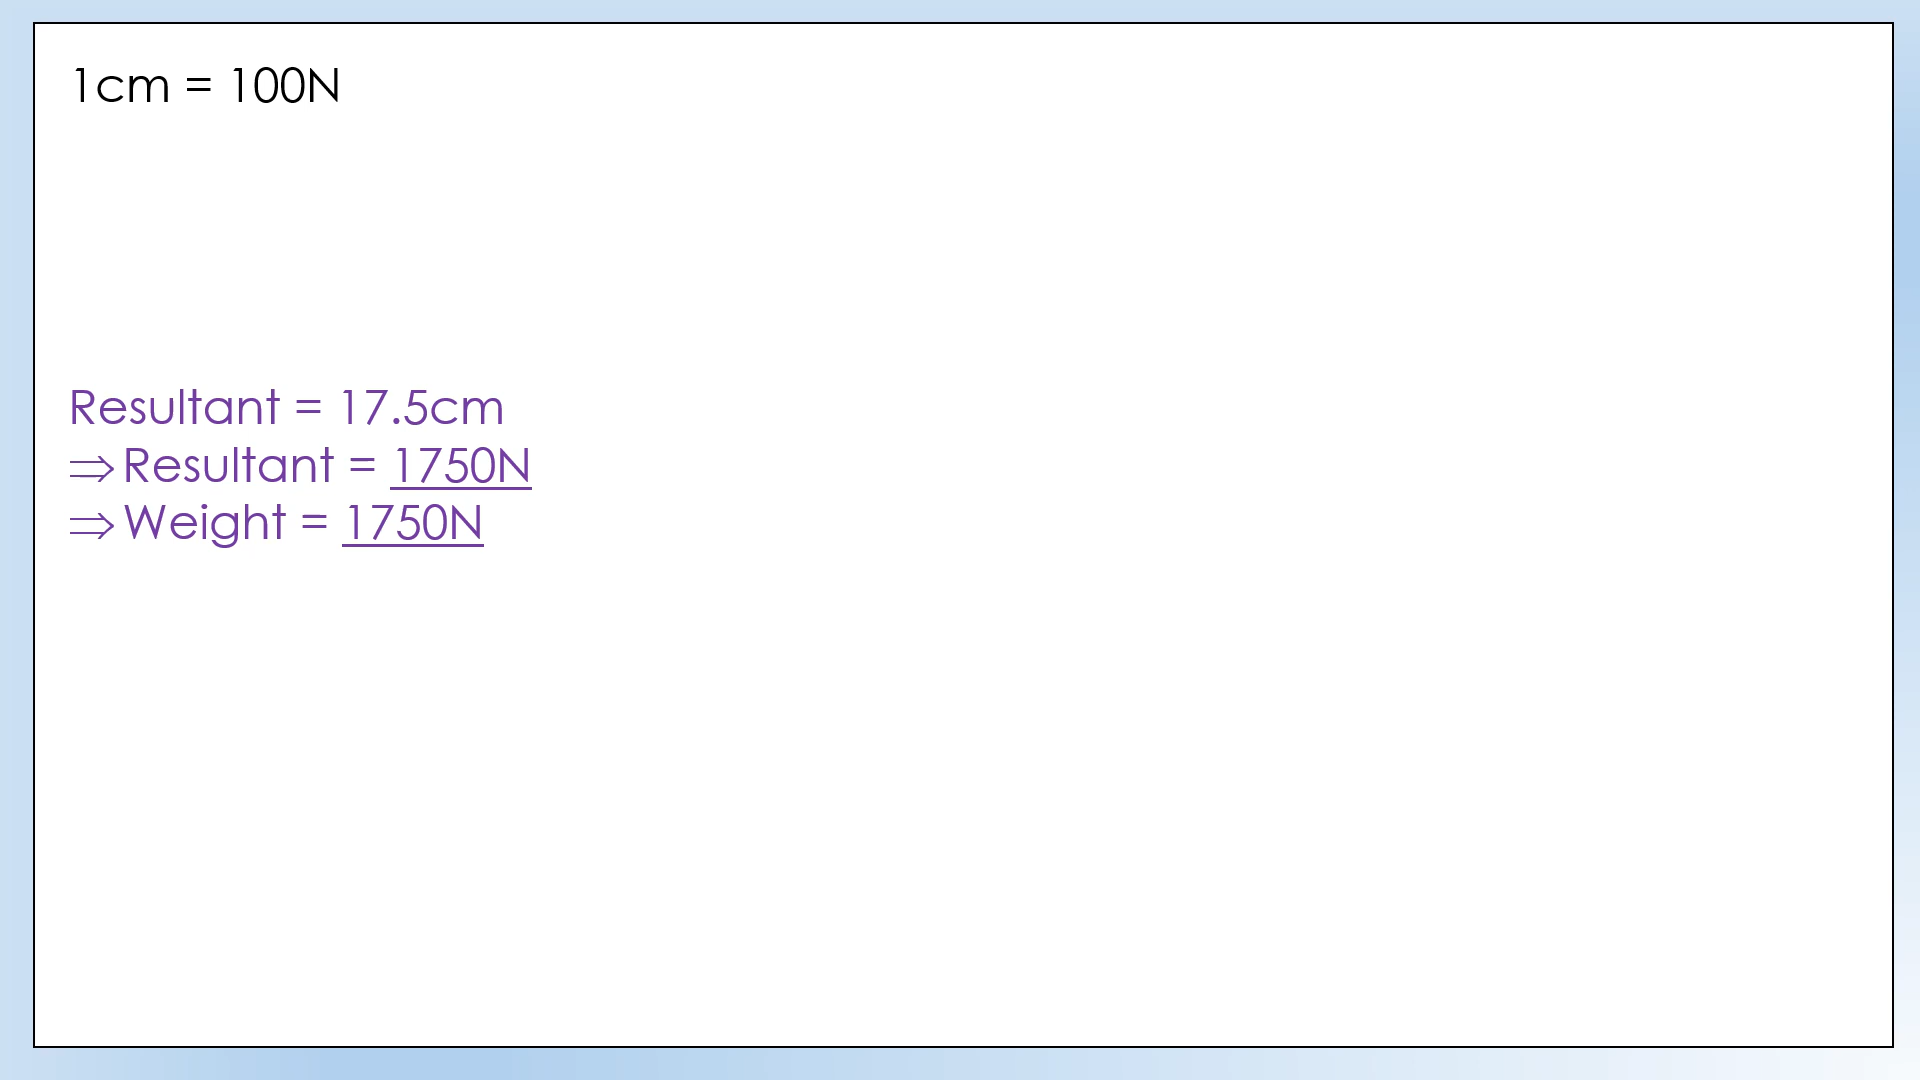 1cm = 100N
Resultant = 17.5cm
⇒Resultant = 1750N
⇒Weight = 1750N